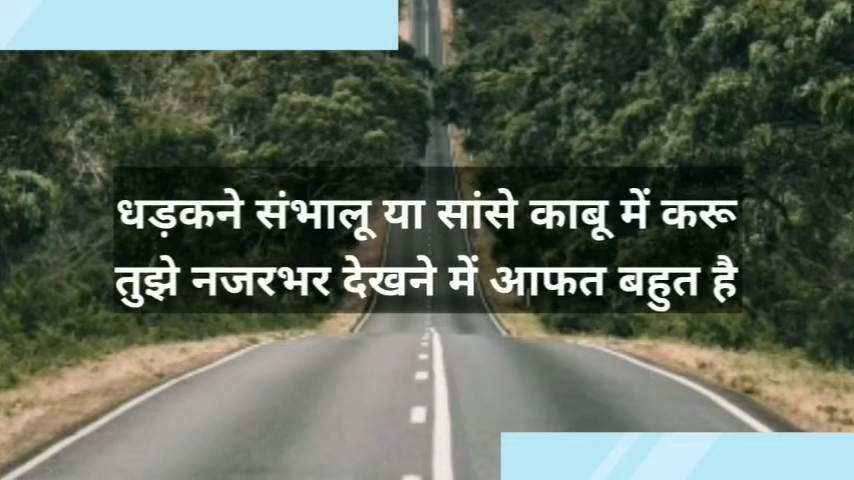 धड़कने संभालू या सांसे काबू में करू
तुझे नजरभर देखने में आफत बहुत है